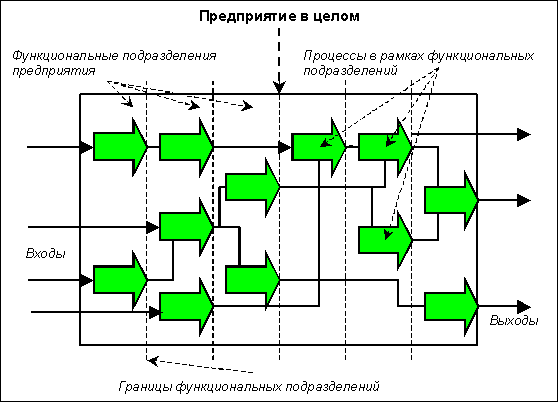 Предприятие в целом
Функциональные подразделения
предприятия
Процессы в рамках функциональных
подразделений
Входы
Выходы
Границы функциональных подразделений